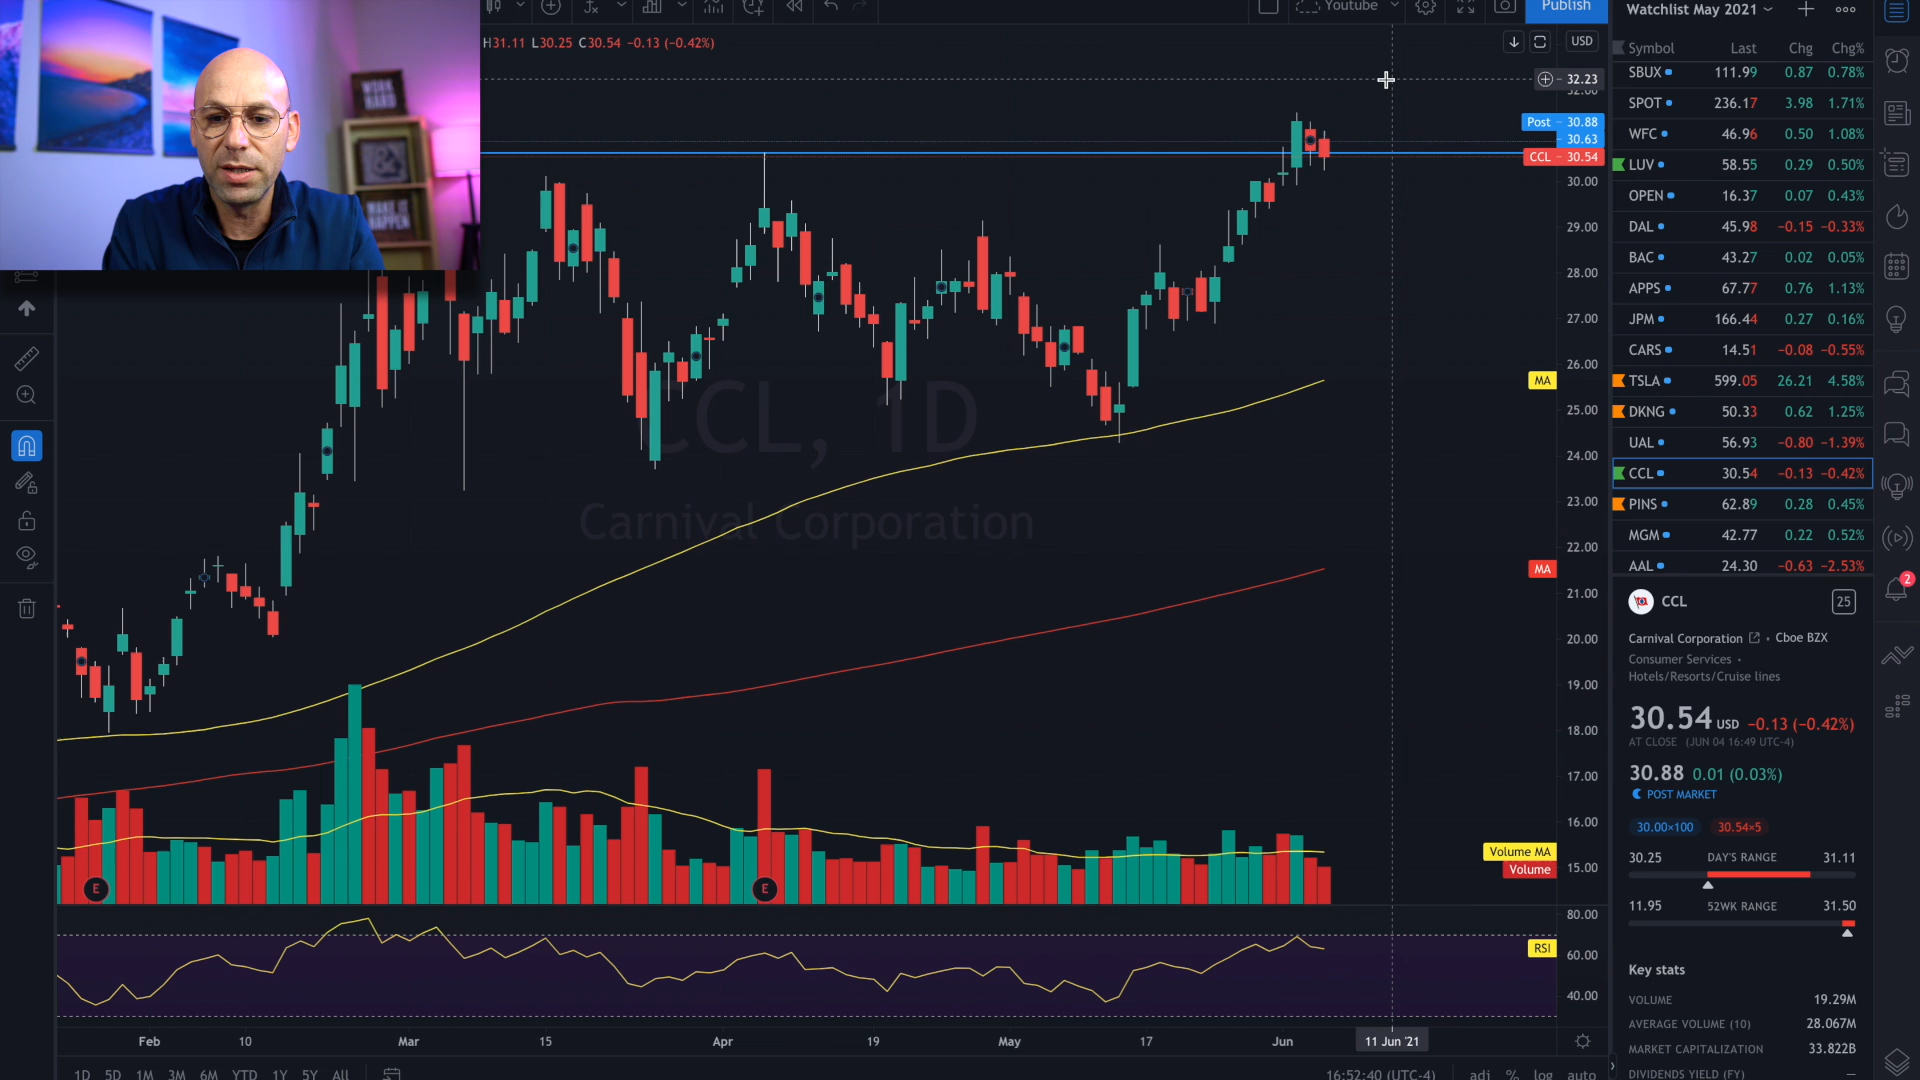 Youtube
Publish
Watchlist May 2021
WORK HARD
MAKE IT HAPPEN
H31.11 L30.25 C30.54 −0.13 (−0.42%)
USD
32.23
32.00
Post 30.88
30.63
CCL 30.54
30.00
29.00
28.00
27.00
26.00
MA
25.00
24.00
23.00
22.00
MA
21.00
20.00
19.00
18.00
17.00
16.00
Volume MA
Volume
15.00
80.00
RSI
60.00
40.00
CCL, 1D
Carnival Corporation
E
E
Feb 10 Mar 15 Apr 19 May 17 Jun 11 Jun '21
1D 5D 1M 3M 6M YTD 1Y 5Y All
16:52:40 (UTC-4) adj % log auto
Symbol Last Chg Chg%
SBUX 111.99 0.87 0.78%
SPOT 236.17 3.98 1.71%
WFC 46.96 0.50 1.08%
LUV 58.55 0.29 0.50%
OPEN 16.37 0.07 0.43%
DAL 45.98 −0.15 −0.33%
BAC 43.27 0.02 0.05%
APPS 67.77 0.76 1.13%
JPM 166.44 0.27 0.16%
CARS 14.51 −0.08 −0.55%
TSLA 599.05 26.21 4.58%
DKNG 50.33 0.62 1.25%
UAL 56.93 −0.80 −1.39%
CCL 30.54 −0.13 −0.42%
PINS 62.89 0.28 0.45%
MGM 42.77 0.22 0.52%
AAL 24.30 −0.63 −2.53%
2
CCL 25
Carnival Corporation • Cboe BZX
Consumer Services •
Hotels/Resorts/Cruise lines
30.54 USD −0.13 (−0.42%)
AT CLOSE (JUN 04 16:49 UTC-4)
30.88 0.01 (0.03%)
POST MARKET
30.00×100 30.54×5
30.25 DAY'S RANGE 31.11
11.95 52WK RANGE 31.50
Key stats
VOLUME 19.29M
AVERAGE VOLUME (10) 28.067M
MARKET CAPITALIZATION 33.822B
DIVIDENDS YIELD (FY) —